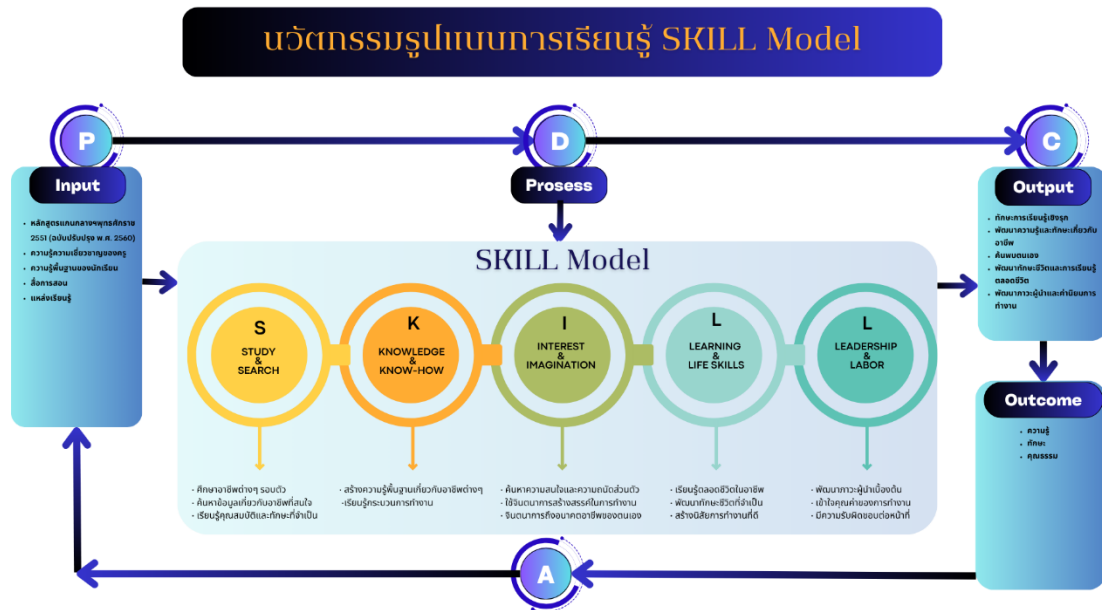 นวัตกรรมรูปแบบการเรียนรู้ SKILL Model
P
D
C
Input
Prosess
Output
• หลักสูตรแกนกลางฯพุทธศักราช
2551 (ฉบับปรับปรุง พ.ศ. 2560)
• ความรู้ความเชี่ยวชาญของครู
• ความรู้พื้นฐานของนักเรียน
• สื่อการสอน
• แหล่งเรียนรู้
SKILL Model
S
STUDY
&
SEARCH
K
KNOWLEDGE
&
KNOW-HOW
I
INTEREST
&
IMAGINATION
L
LEARNING
&
LIFE SKILLS
L
LEADERSHIP
&
LABOR
- ศึกษาอาชีพต่างๆ รอบตัว
- ค้นหาข้อมูลเกี่ยวกับอาชีพที่สนใจ
- เรียนรู้คุณสมบัติและทักษะที่จำเป็น
- สร้างความรู้พื้นฐานเกี่ยวกับอาชีพต่างๆ
-เรียนรู้กระบวนการทำงาน
- ค้นหาความสนใจและความถนัดส่วนตัว
- ใช้จินตนาการสร้างสรรค์ในการทำงาน
- จินตนาการถึงอนาคตอาชีพของตนเอง
- เรียนรู้ตลอดชีวิตในอาชีพ
- พัฒนาทักษะชีวิตที่จำเป็น
- สร้างนิสัยการทำงานที่ดี
- พัฒนาภาวะผู้นำเบื้องต้น
- เข้าใจคุณค่าของการทำงาน
- มีความรับผิดชอบต่อหน้าที่
• ทักษะการเรียนรู้เชิงรุก
• พัฒนาความรู้และทักษะเกี่ยวกับ
อาชีพ
• ค้นพบตนเอง
• พัฒนาทักษะชีวิตและการเรียนรู้
ตลอดชีวิต
• พัฒนาภาวะผู้นำและค่านิยมการ
ทำงาน
Outcome
• ความรู้
• ทักษะ
• คุณธรรม
A